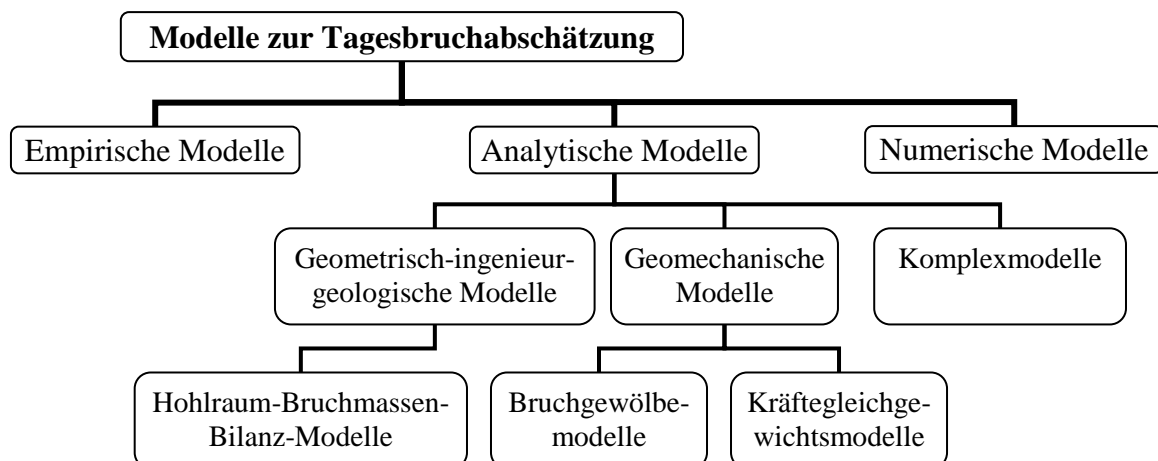 Modelle zur Tagesbruchabschätzung
Empirische Modelle
Analytische Modelle
Numerische Modelle
Geometrisch-ingenieur-
geologische Modelle
Geomechanische
Modelle
Komplexmodelle
Hohlraum-Bruchmassen-
Bilanz-Modelle
Bruchgewölbe-
modelle
Kräftegleichge-
wichtsmodelle